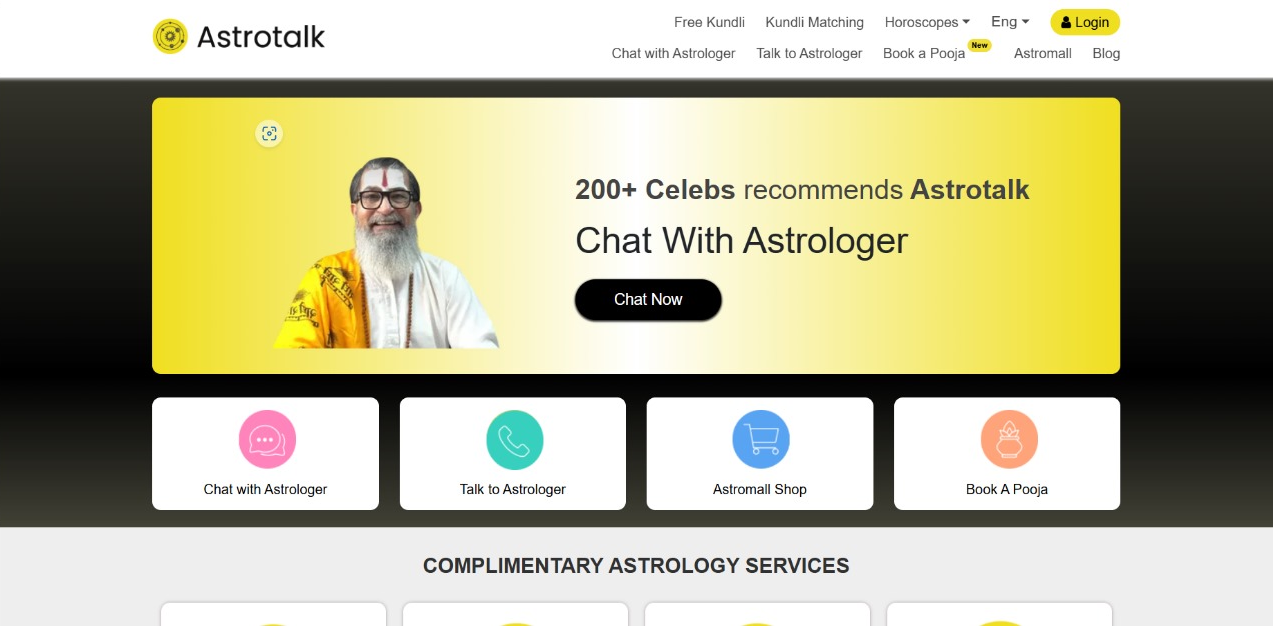 Astrotalk
Free Kundli Kundli Matching Horoscopes Eng Login
Chat with Astrologer Talk to Astrologer Book a Pooja New Astromall Blog
200+ Celebs recommends Astrotalk
Chat With Astrologer
Chat Now
Chat with Astrologer Talk to Astrologer Astromall Shop Book A Pooja
COMPLIMENTARY ASTROLOGY SERVICES